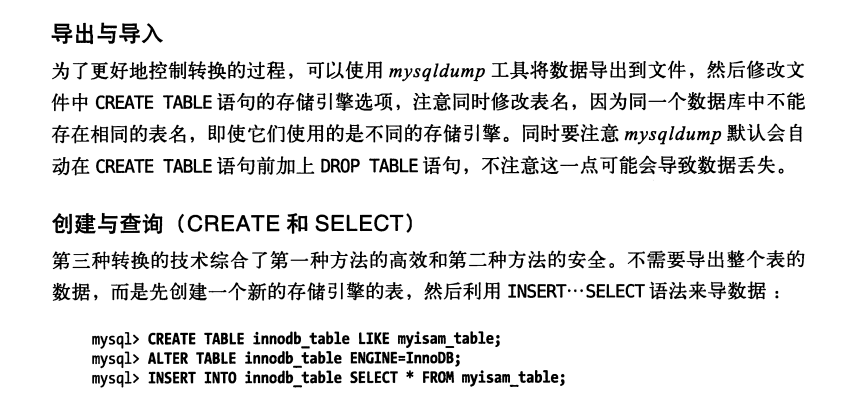 导出与导入
为了更好地控制转换的过程，可以使用 mysqldump 工具将数据导出到文件，然后修改文
件中 CREATE TABLE 语句的存储引擎选项，注意同时修改表名，因为同一个数据库中不能
存在相同的表名，即使它们使用的是不同的存储引擎。同时要注意 mysqldump 默认会自
动在 CREATE TABLE 语句前加上 DROP TABLE 语句，不注意这一点可能会导致数据丢失。
创建与查询（CREATE 和 SELECT）
第三种转换的技术综合了第一种方法的高效和第二种方法的安全。不需要导出整个表的
数据，而是先创建一个新的存储引擎的表，然后利用 INSERT…SELECT 语法来导数据：
mysql> CREATE TABLE innodb_table LIKE myisam_table;
mysql> ALTER TABLE innodb_table ENGINE=InnoDB;
mysql> INSERT INTO innodb_table SELECT * FROM myisam_table;